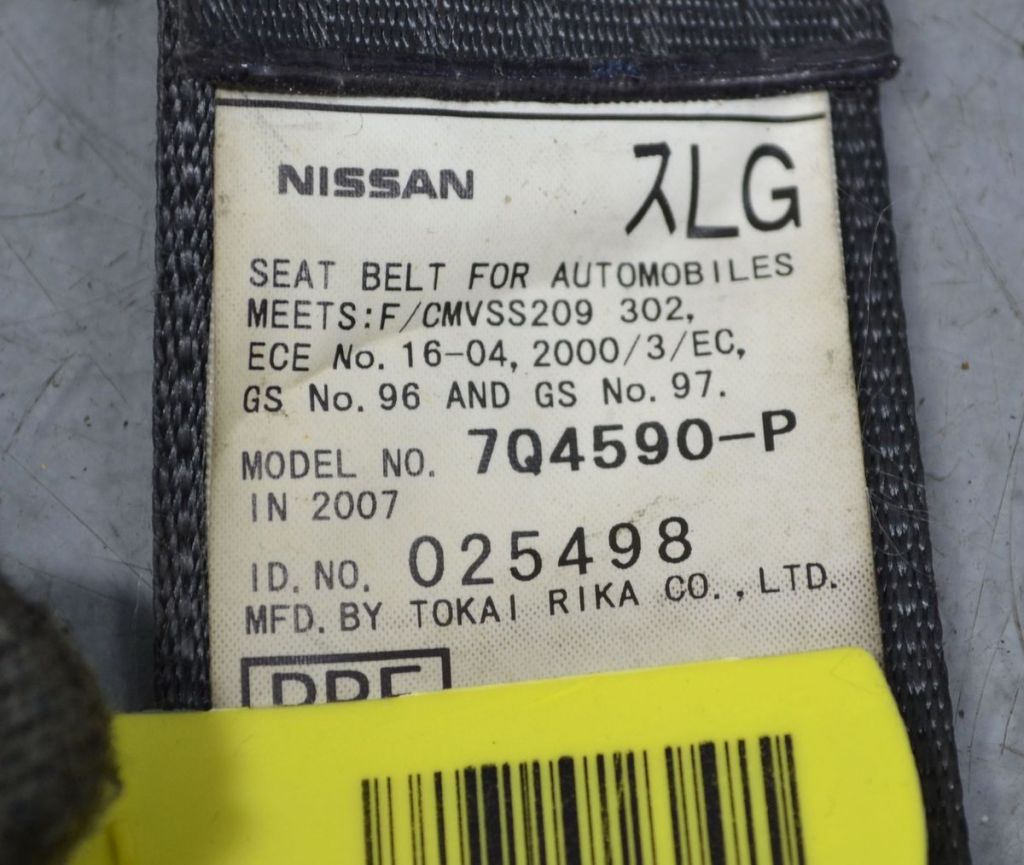 NISSAN
ﾇLG
SEAT BELT FOR AUTOMOBILES
MEETS:F/CMVSS209 302,
ECE No. 16-04, 2000/3/EC,
GS No. 96 AND GS No. 97.
MODEL NO. 7Q4590-P
IN 2007
ID. NO. 025498
MFD. BY TOKAI RIKA CO., LTD.